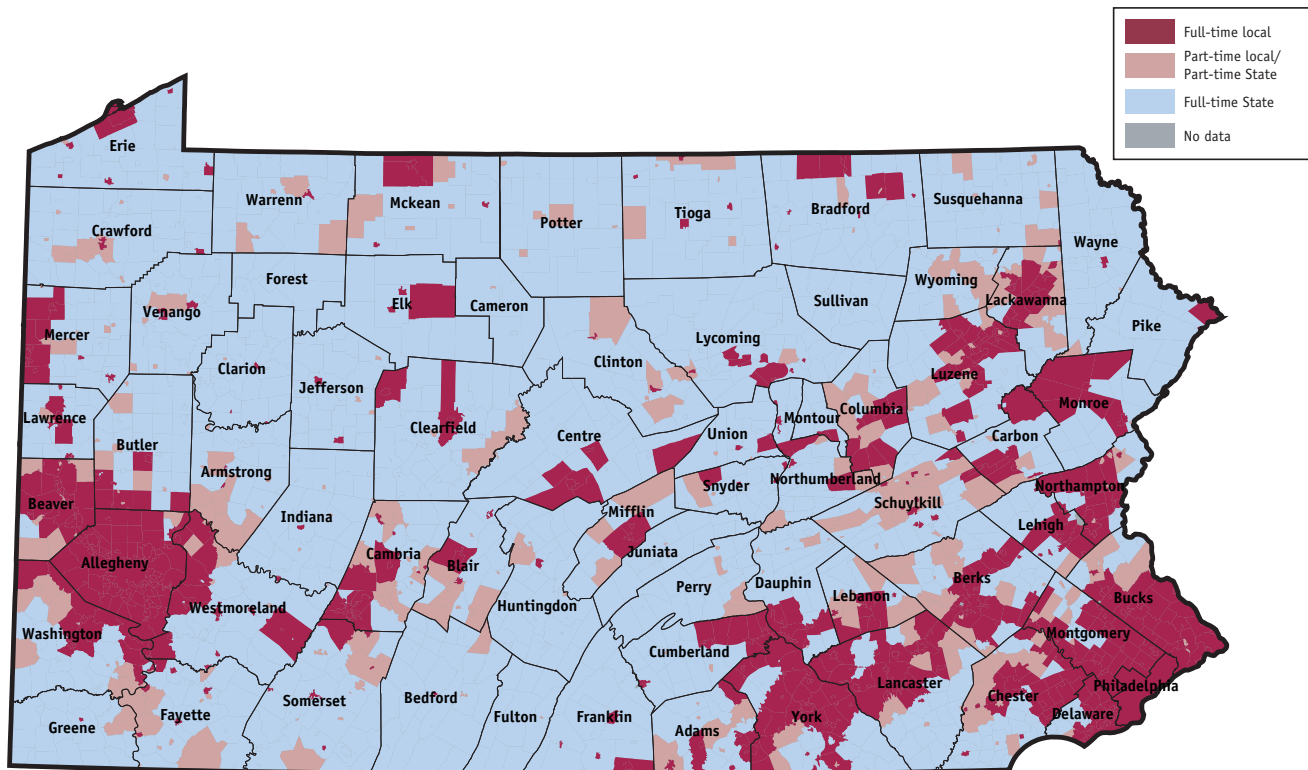 Full-time local
Part-time local/
Part-time State
Full-time State
No data
Erie
Crawford
Warrenn
Mckean
Potter
Tioga
Bradford
Susquehanna
Wayne
Forest
Elk
Cameron
Sullivan
Wyoming
Lackawanna
Pike
Mercer
Venango
Clarion
Jefferson
Clinton
Lycoming
Luzene
Monroe
Lawrence
Butler
Armstrong
Clearfield
Centre
Union
Montour
Columbia
Carbon
Beaver
Indiana
Snyder
Northumberland
Schuylkill
Northampton
Lehigh
Allegheny
Cambria
Blair
Mifflin
Juniata
Perry
Dauphin
Lebanon
Berks
Bucks
Westmoreland
Huntingdon
Washington
Cumberland
Montgomery
Greene
Fayette
Somerset
Bedford
Fulton
Franklin
Adams
York
Lancaster
Chester
Philadelphia
Delaware